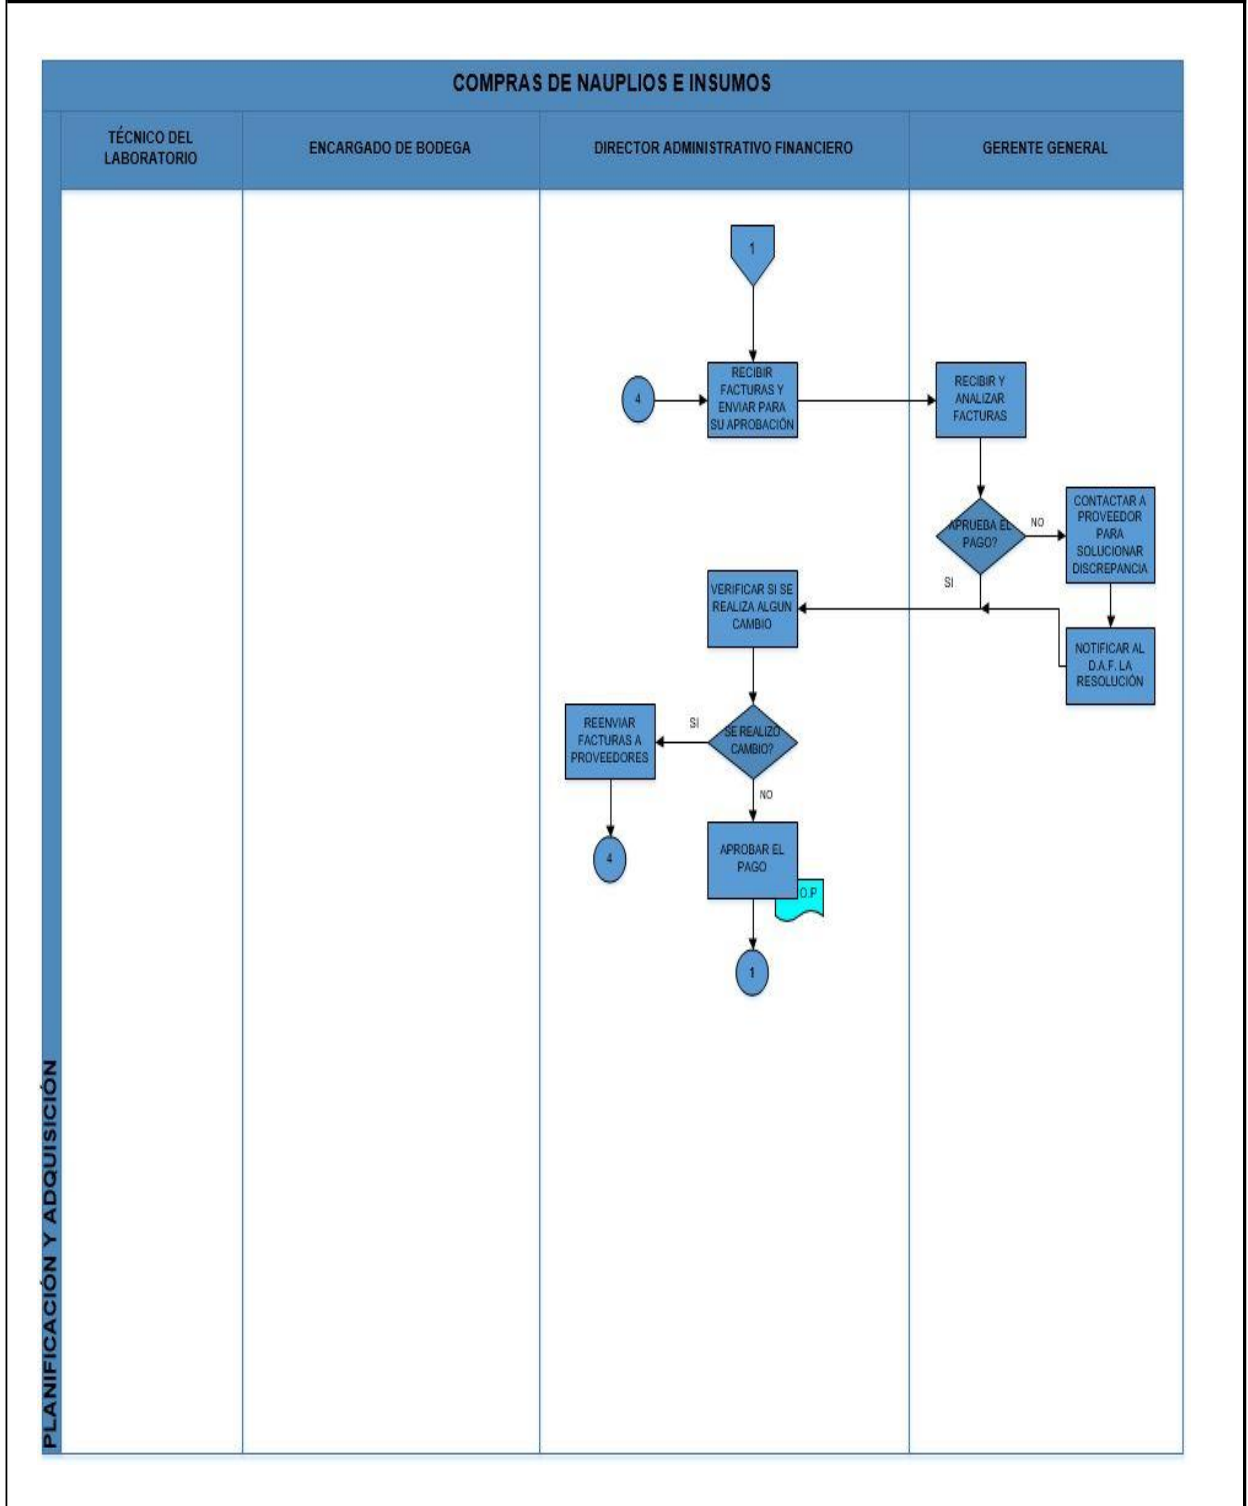 COMPRAS DE NAUPLIOS E INSUMOS
TÉCNICO DEL
LABORATORIO
ENCARGADO DE BODEGA
DIRECTOR ADMINISTRATIVO FINANCIERO
GERENTE GENERAL
PLANIFICACIÓN Y ADQUISICIÓN
1
4
RECIBIR
FACTURAS Y
ENVIAR PARA
SU APROBACIÓN
RECIBIR Y
ANALIZAR
FACTURAS
APRUEBA EL
PAGO?
NO
CONTACTAR A
PROVEEDOR
PARA
SOLUCIONAR
DISCREPANCIA
SI
VERIFICAR SI SE
REALIZA ALGUN
CAMBIO
NOTIFICAR AL
D.A.F. LA
RESOLUCIÓN
REENVIAR
FACTURAS A
PROVEEDORES
SI
SE REALIZO
CAMBIO?
NO
4
APROBAR EL
PAGO
O.P
1